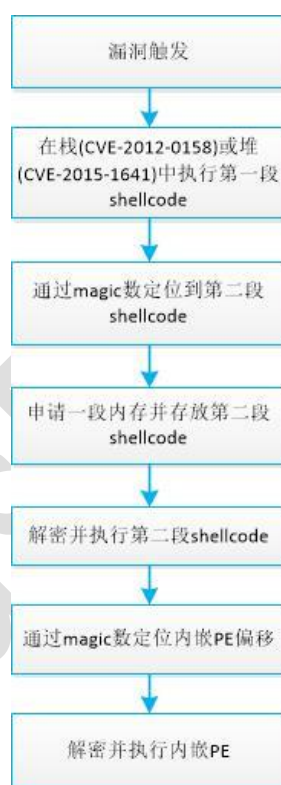 漏洞触发
在栈(CVE-2012-0158)或堆
(CVE-2015-1641)中执行第一段
shellcode
通过magic数定位到第二段
shellcode
申请一段内存并存放第二段
shellcode
解密并执行第二段shellcode
通过magic数定位内嵌PE偏移
解密并执行内嵌PE